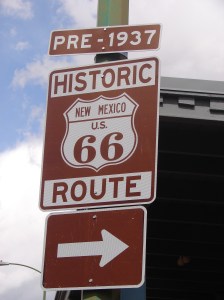 PRE-1937
HISTORIC
NEW MEXICO
U.S.
66
ROUTE